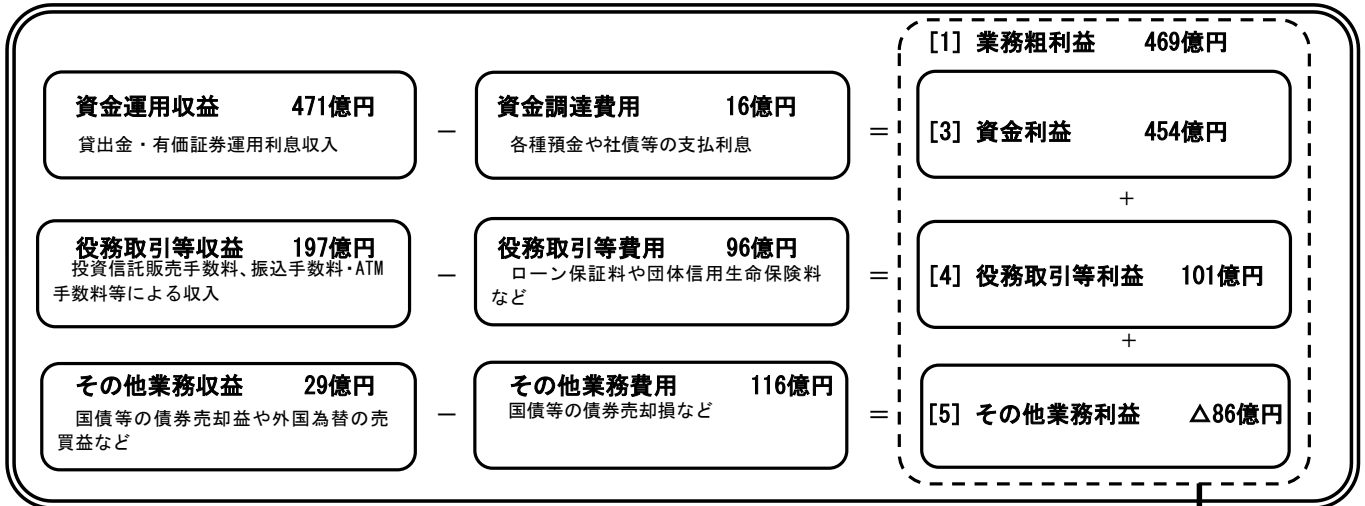 [1] 業務粗利益 469億円
資金運用収益 471億円
貸出金・有価証券運用利息収入
－
資金調達費用 16億円
各種預金や社債等の支払利息
＝
[3] 資金利益 454億円
＋
役務取引等収益 197億円
投資信託販売手数料、振込手数料・ATM
手数料等による収入
－
役務取引等費用 96億円
ローン保証料や団体信用生命保険料
など
＝
[4] 役務取引等利益 101億円
＋
その他業務収益 29億円
国債等の債券売却益や外国為替の売
買益など
－
その他業務費用 116億円
国債等の債券売却損など
＝
[5] その他業務利益 △86億円